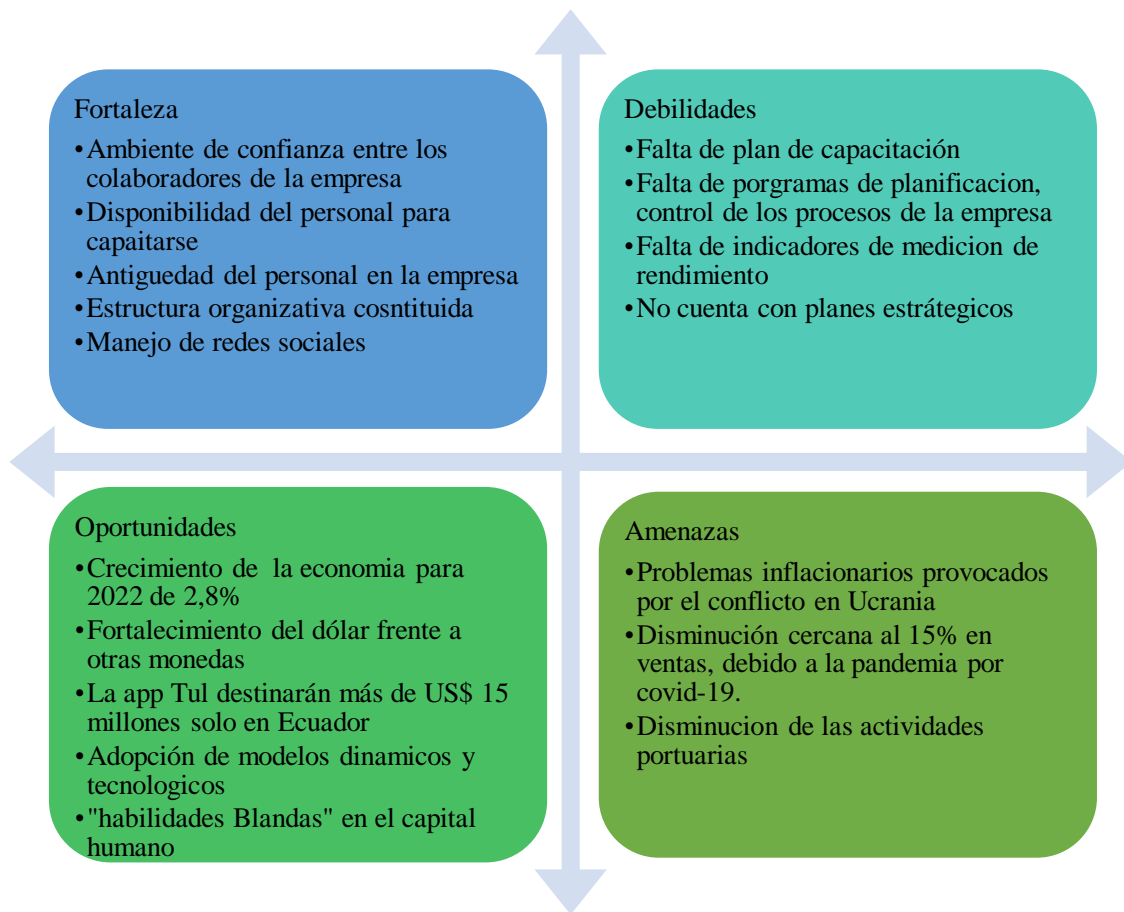 Fortaleza
•Ambiente de confianza entre los
colaboradores de la empresa
•Disponibilidad del personal para
capaitarse
•Antiguedad del personal en la empresa
•Estructura organizativa cosntituida
•Manejo de redes sociales
Debilidades
•Falta de plan de capacitación
•Falta de porgramas de planificacion,
control de los procesos de la empresa
•Falta de indicadores de medicion de
rendimiento
•No cuenta con planes estrátegicos
Oportunidades
•Crecimiento de la economia para
2022 de 2,8%
•Fortalecimiento del dólar frente a
otras monedas
•La app Tul destinarán más de US$ 15
millones solo en Ecuador
•Adopción de modelos dinamicos y
tecnologicos
•"habilidades Blandas" en el capital
humano
Amenazas
•Problemas inflacionarios provocados
por el conflicto en Ucrania
•Disminución cercana al 15% en
ventas, debido a la pandemia por
covid-19.
•Disminucion de las actividades
portuarias